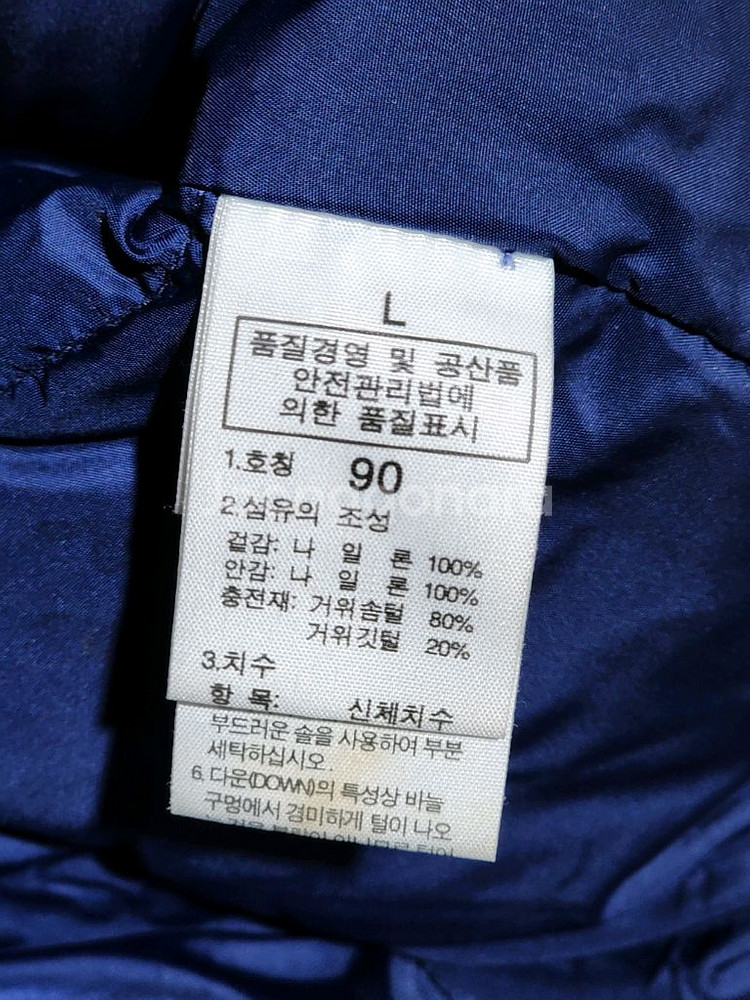 L
품질경영 및 공산품
안전관리법에
의한 품질표시
1.호칭 90
2.섬유의 조성
겉감: 나 일 론 100%
안감: 나 일 론 100%
충전재: 거위솜털 80%
거위깃털 20%
3.치수
항 목: 신체치수
부드러운 솔을 사용하여 부분
세탁하십시오.
6. 다운(DOWN)의 특성상 바늘
구멍에서 경미하게 털이 나오